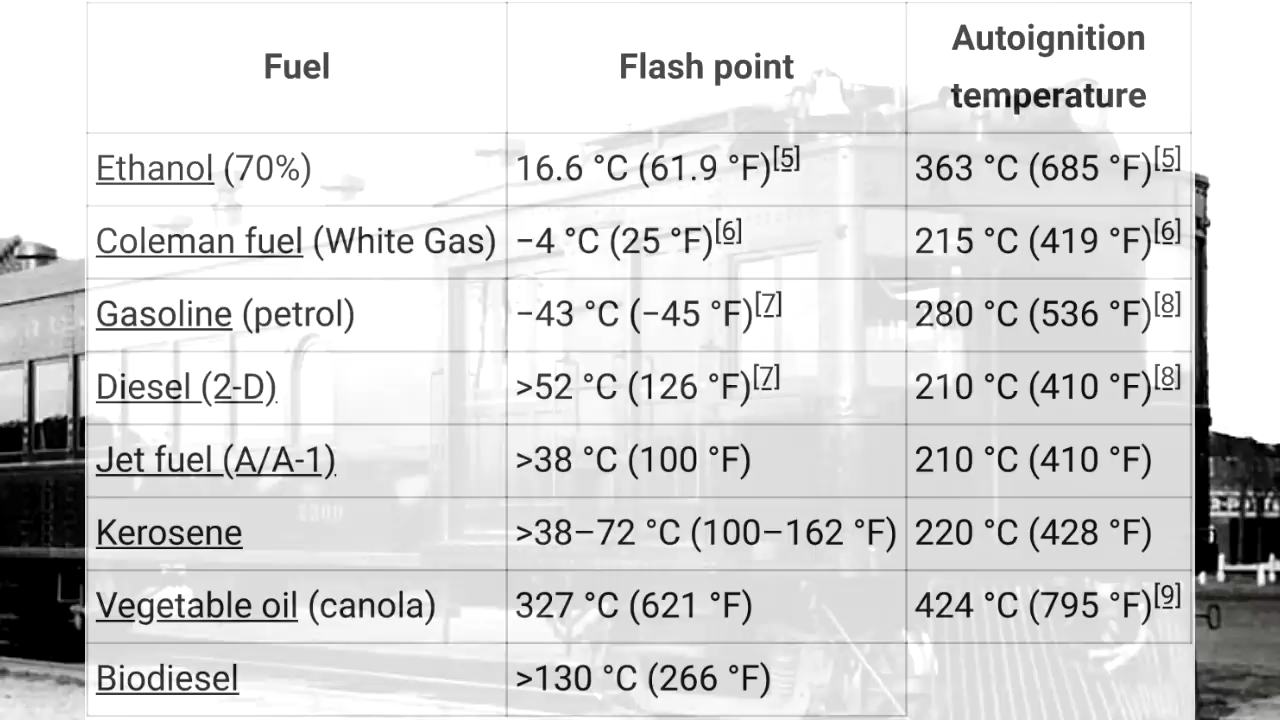 Fuel Flash point Autoignition temperature
Ethanol (70%) 16.6 °C (61.9 °F)[5] 363 °C (685 °F)[5]
Coleman fuel (White Gas) −4 °C (25 °F)[6] 215 °C (419 °F)[6]
Gasoline (petrol) −43 °C (−45 °F)[7] 280 °C (536 °F)[8]
Diesel (2-D) >52 °C (126 °F)[7] 210 °C (410 °F)[8]
Jet fuel (A/A-1) >38 °C (100 °F) 210 °C (410 °F)
Kerosene >38–72 °C (100–162 °F) 220 °C (428 °F)
Vegetable oil (canola) 327 °C (621 °F) 424 °C (795 °F)[9]
Biodiesel >130 °C (266 °F)